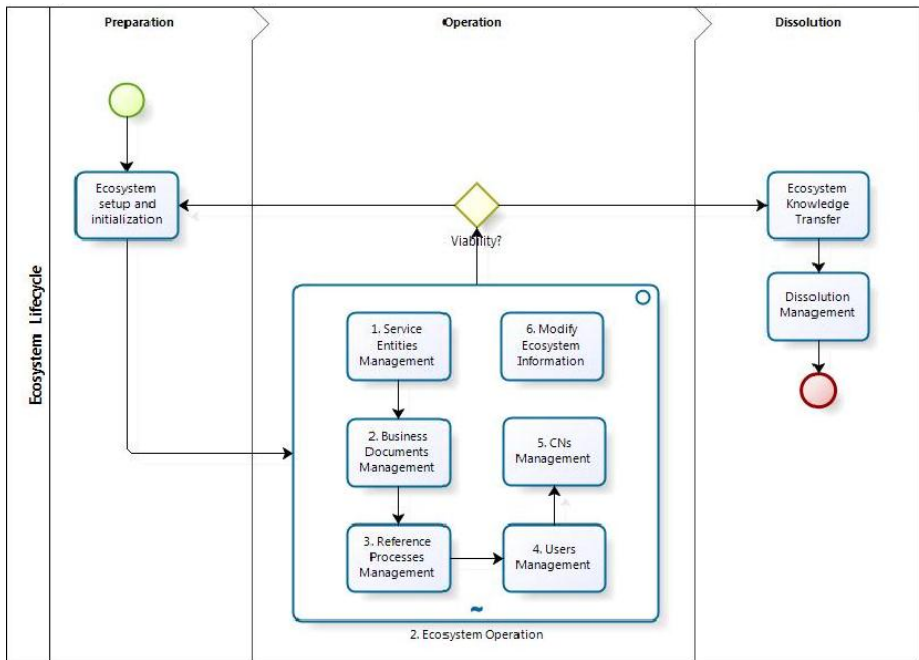 Preparation
Operation
Dissolution
Ecosystem Lifecycle
Ecosystem
setup and
initialization
Viability?
Ecosystem
Knowledge
Transfer
Dissolution
Management
1. Service
Entities
Management
6. Modify
Ecosystem
Information
2. Business
Documents
Management
5. CNs
Management
3. Reference
Processes
Management
4. Users
Management
2. Ecosystem Operation